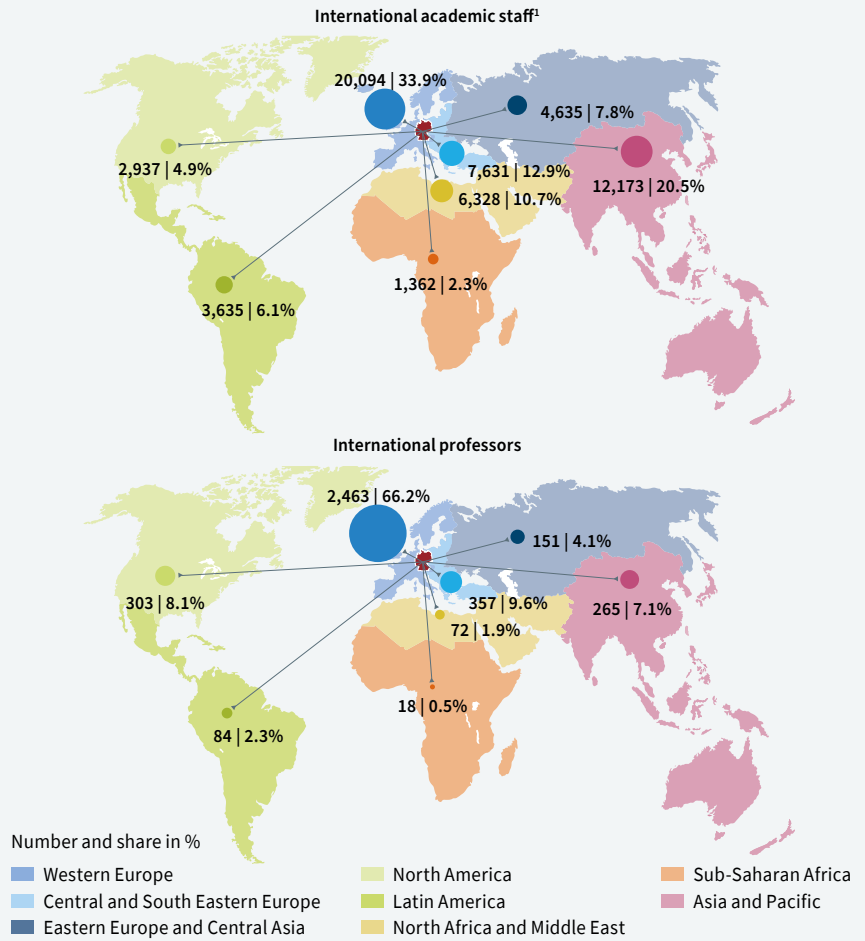 International academic staff¹
20,094 | 33.9%
4,635 | 7.8%
2,937 | 4.9%
7,631 | 12.9%
12,173 | 20.5%
6,328 | 10.7%
1,362 | 2.3%
3,635 | 6.1%
International professors
2,463 | 66.2%
151 | 4.1%
303 | 8.1%
357 | 9.6%
265 | 7.1%
72 | 1.9%
18 | 0.5%
84 | 2.3%
Number and share in %
Western Europe
Central and South Eastern Europe
Eastern Europe and Central Asia
North America
Latin America
North Africa and Middle East
Sub-Saharan Africa
Asia and Pacific